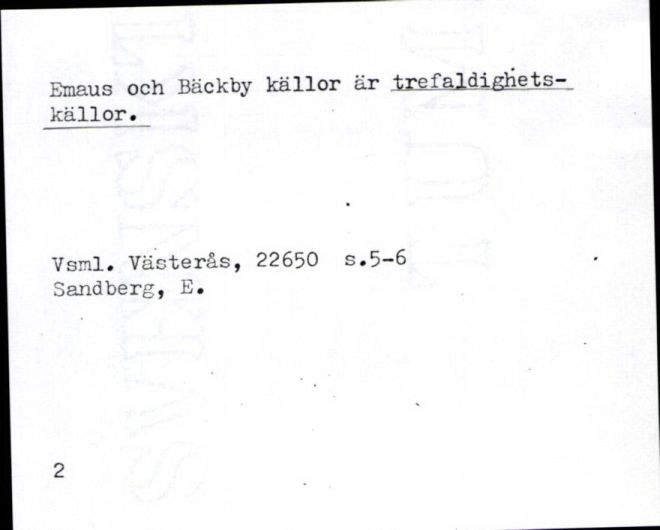 Emaus och Bäckby källor är trefaldighets-
källor.
Vsml. Västerås, 22650 s.5-6
Sandberg, E.
2